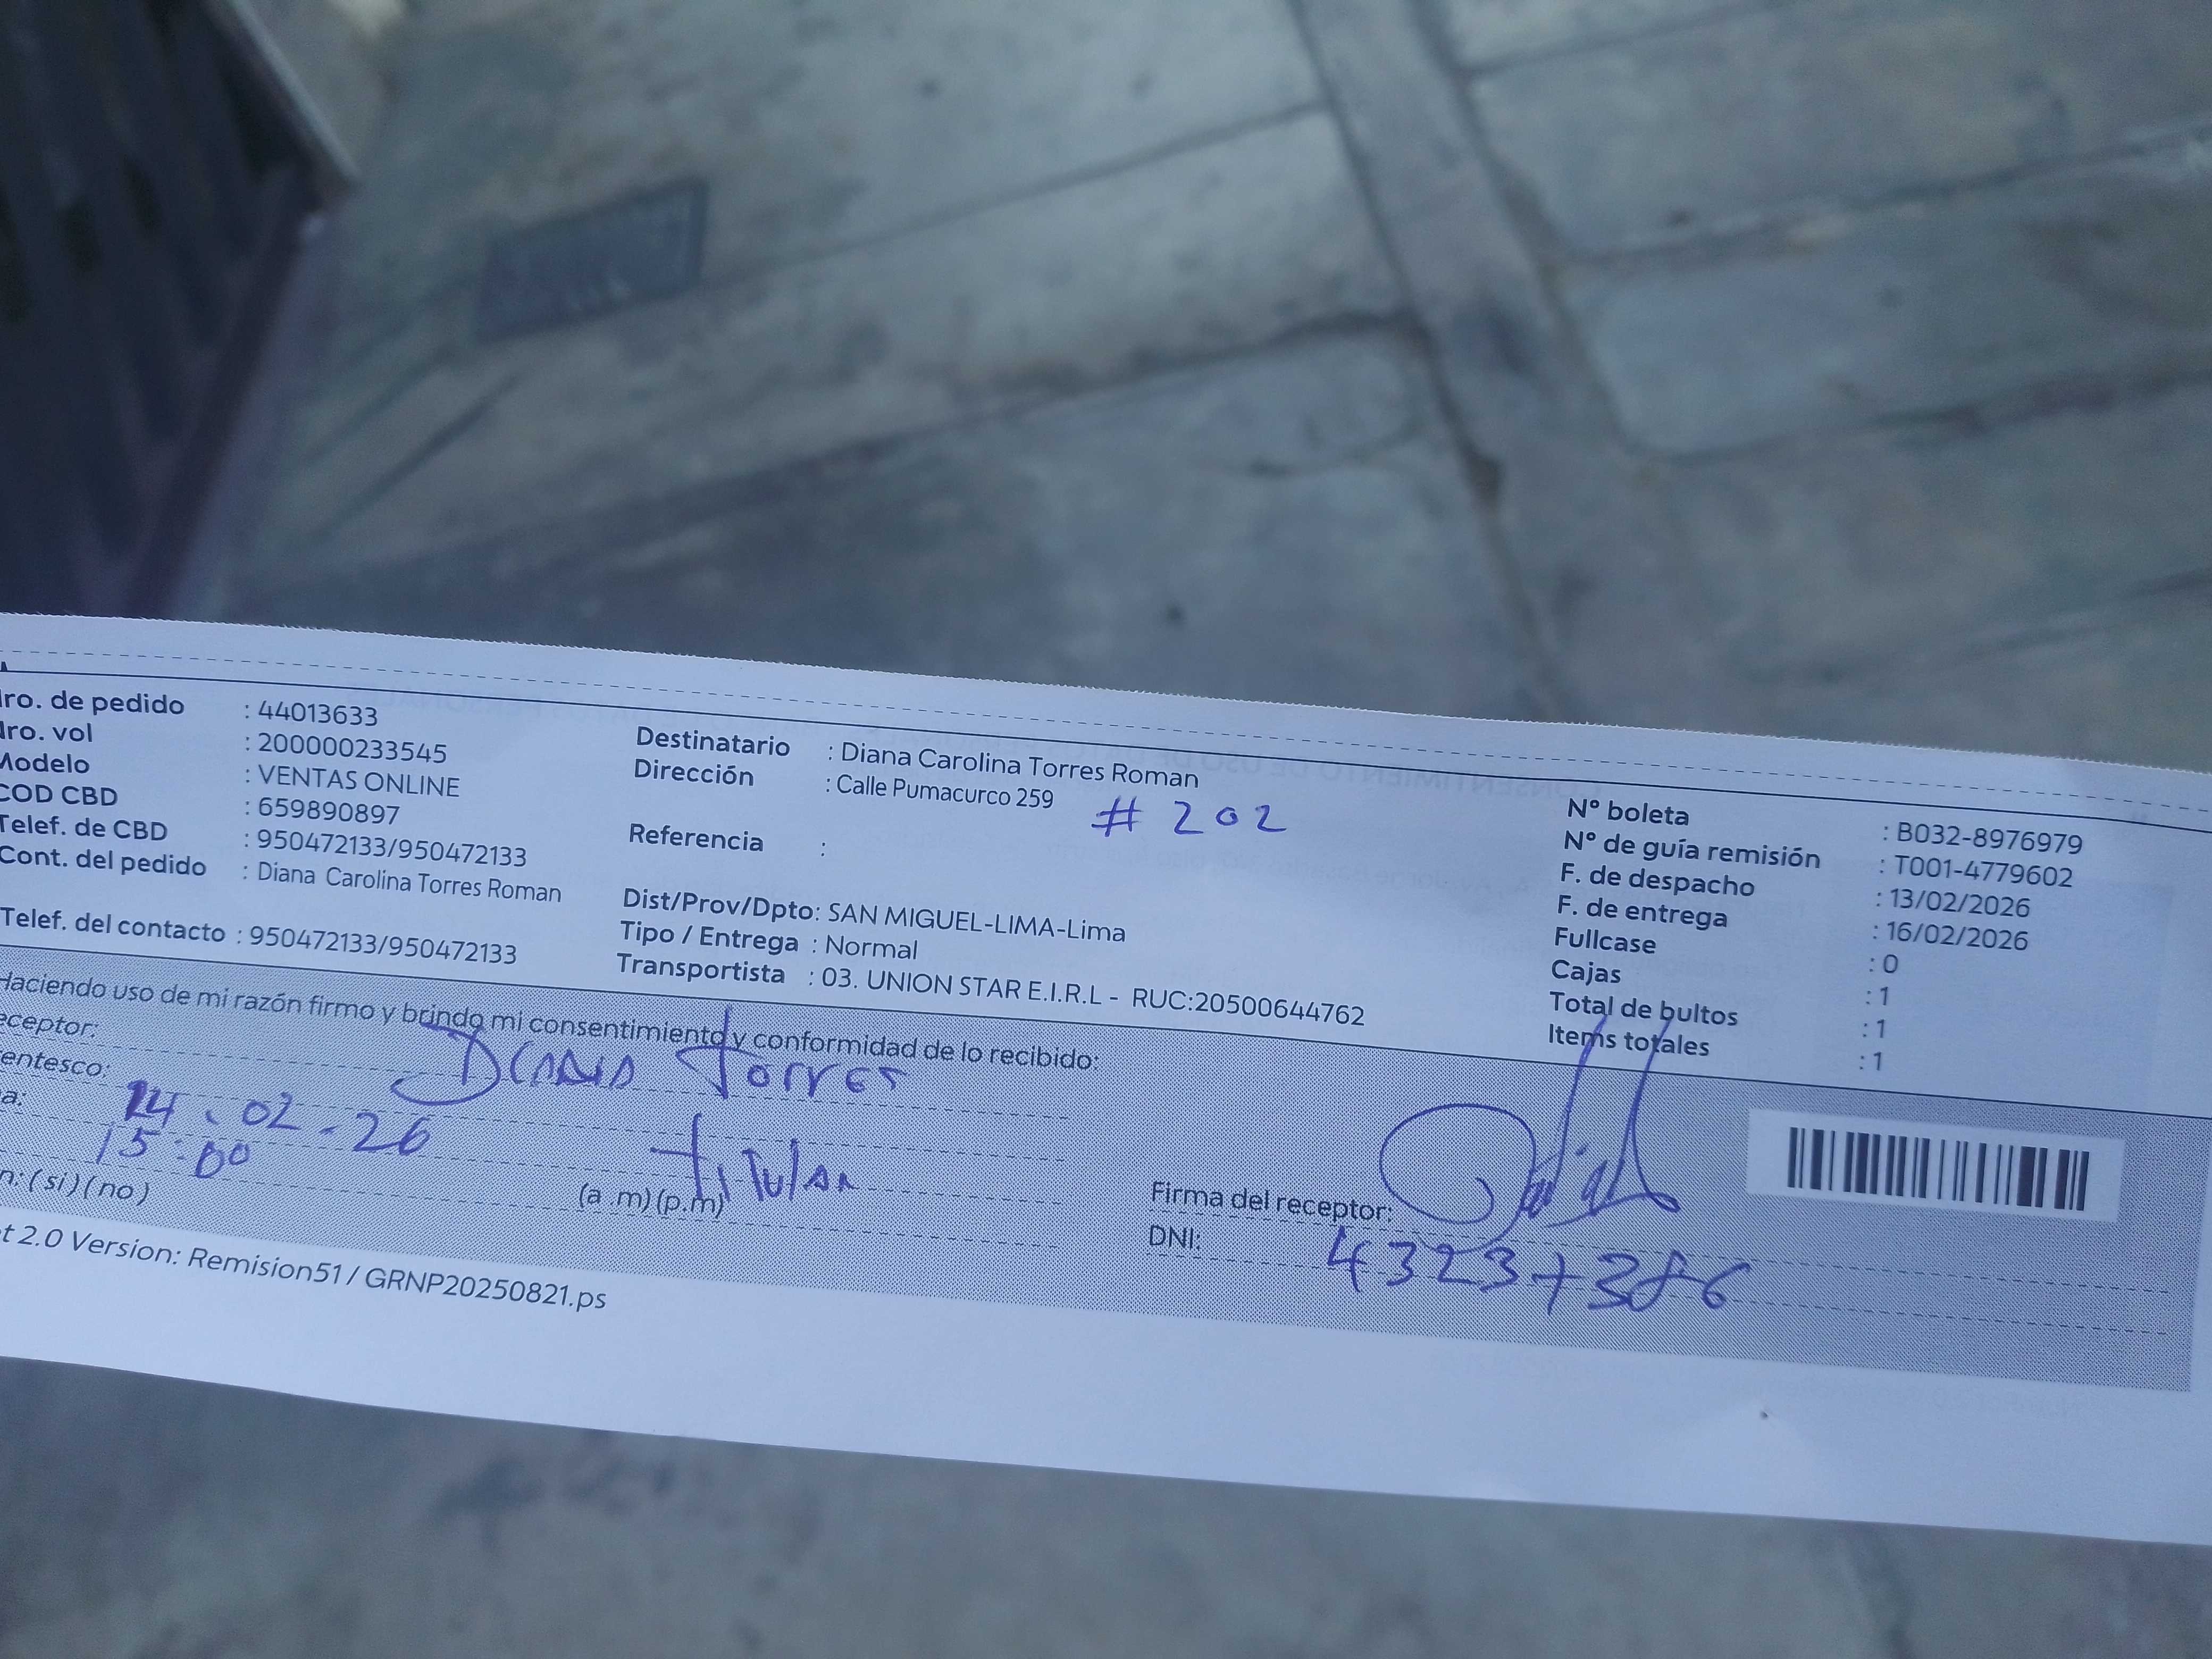 ro. de pedido : 44013633
ro. vol : 200000233545
Modelo : VENTAS ONLINE
COD CBD : 659890897
Telef. de CBD : 950472133/950472133
Cont. del pedido : Diana Carolina Torres Roman
Telef. del contacto : 950472133/950472133
Destinatario : Diana Carolina Torres Roman
Dirección : Calle Pumacurco 259 # 202
Referencia :
Dist/Prov/Dpto: SAN MIGUEL-LIMA-Lima
Tipo / Entrega : Normal
Transportista : 03. UNION STAR E.I.R.L - RUC:20500644762
N° boleta : B032-8976979
N° de guía remisión : T001-4779602
F. de despacho : 13/02/2026
F. de entrega : 16/02/2026
Fullcase : 0
Cajas : 1
Total de bultos : 1
Items totales : 1
Haciendo uso de mi razón firmo y brindo mi consentimiento y conformidad de lo recibido:
eceptor: Diana Torres
entesco: Titular
a: 14.02.26
15:00
(a .m)(p.m)
n: (si)(no)
Firma del receptor:
DNI: 43237386
t 2.0 Version: Remision51 / GRNP20250821.ps